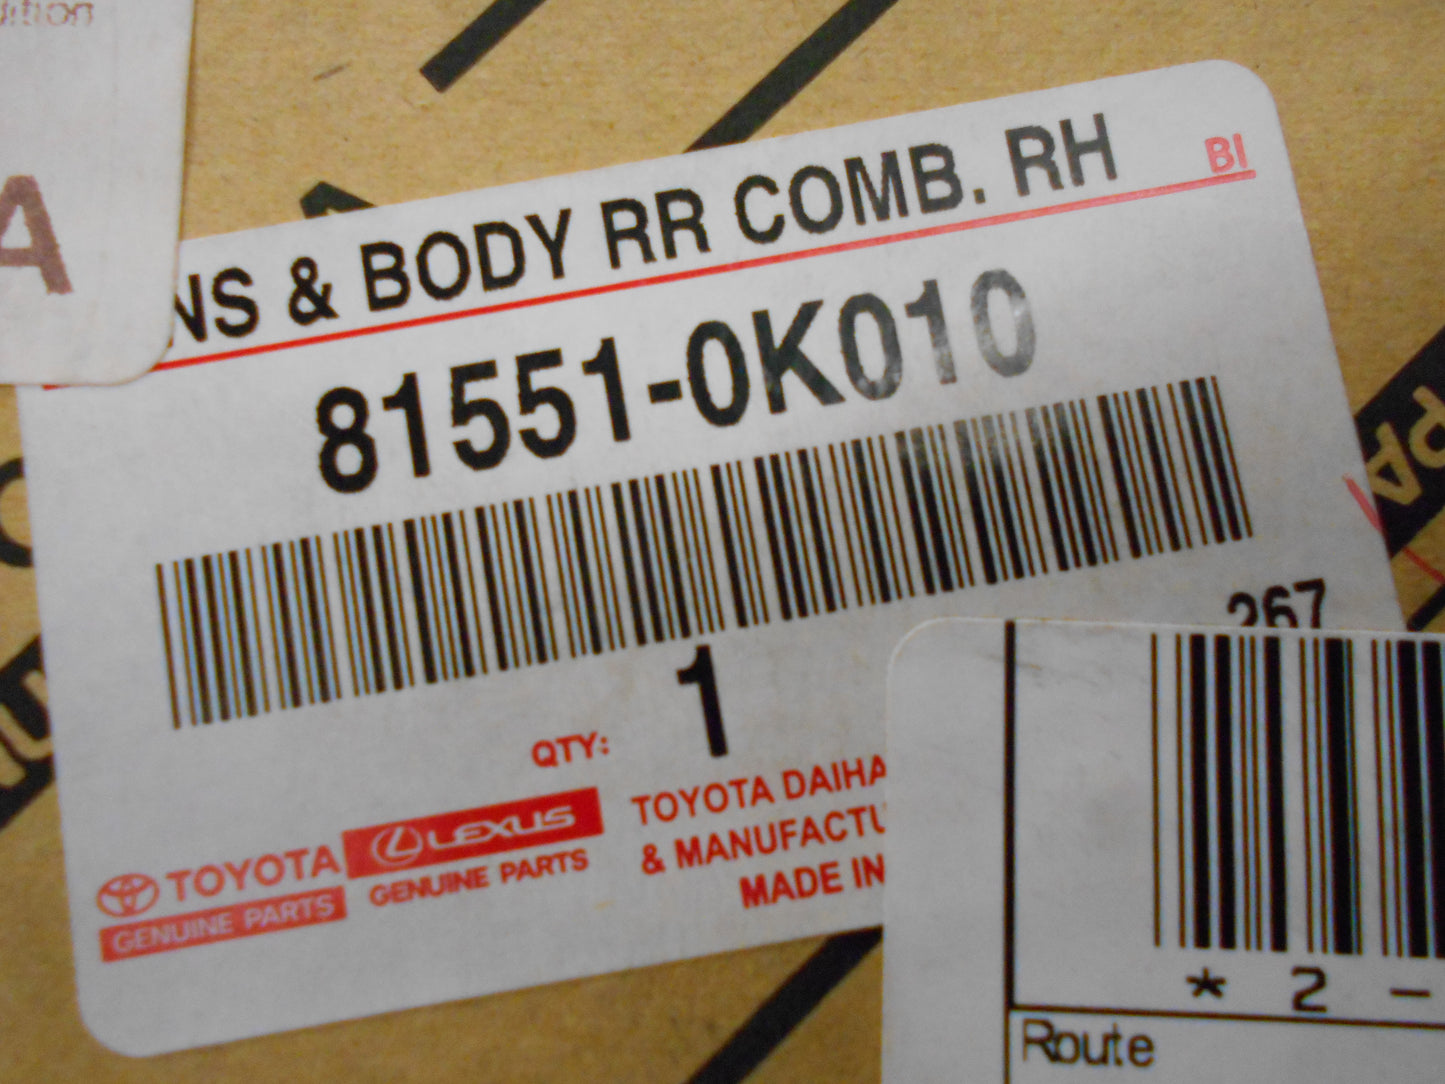 A
NS & BODY RR COMB. RH
BI
81551-0K010
267
QTY: 1
TOYOTA
GENUINE PARTS
LEXUS
GENUINE PARTS
TOYOTA DAIHA
& MANUFACTU
MADE IN
* 2 -
Route
PA